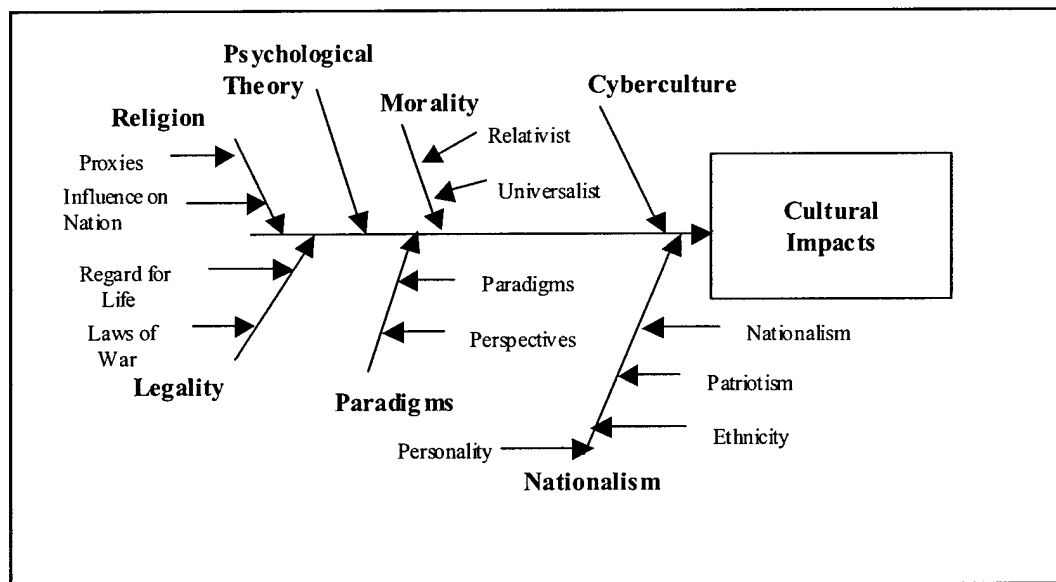 Psychological
Theory
Morality
Cyberculture
Religion
Relativist
Proxies
Universalist
Influence on
Nation
Cultural
Impacts
Regard for
Life
Paradigms
Laws of
War
Perspectives
Nationalism
Legality
Paradigms
Patriotism
Ethnicity
Personality
Nationalism